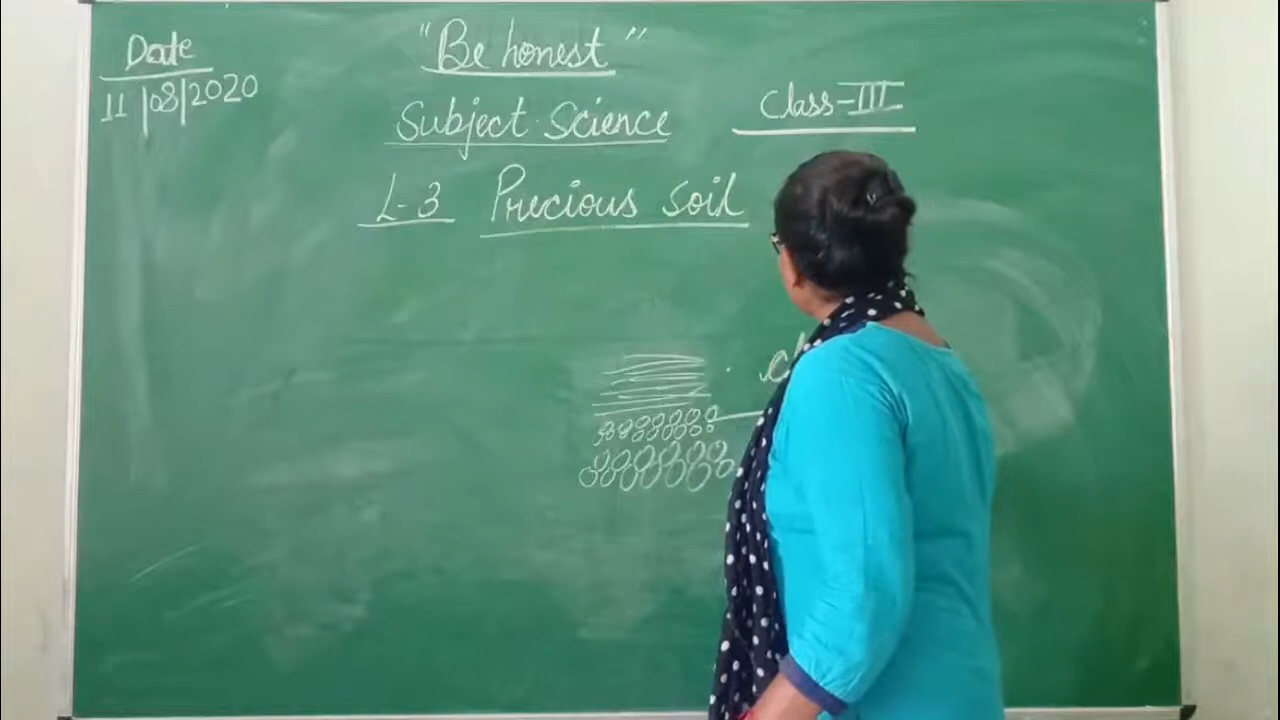 Date
11/08/2020
"Be honest"
Subject Science
Class-III
L-3 Precious Soil